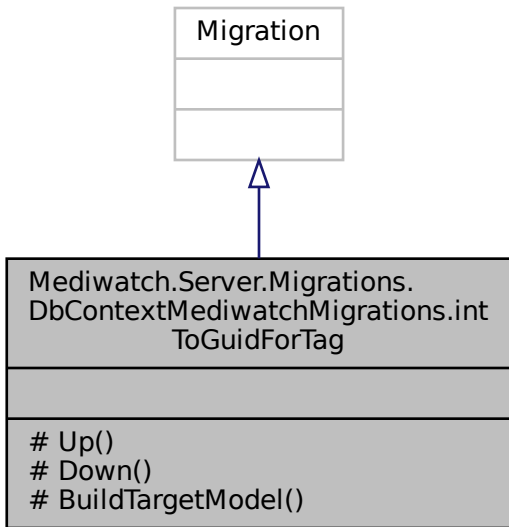 Migration
Mediwatch.Server.Migrations.
DbContextMediwatchMigrations.int
ToGuidForTag
# Up()
# Down()
# BuildTargetModel()